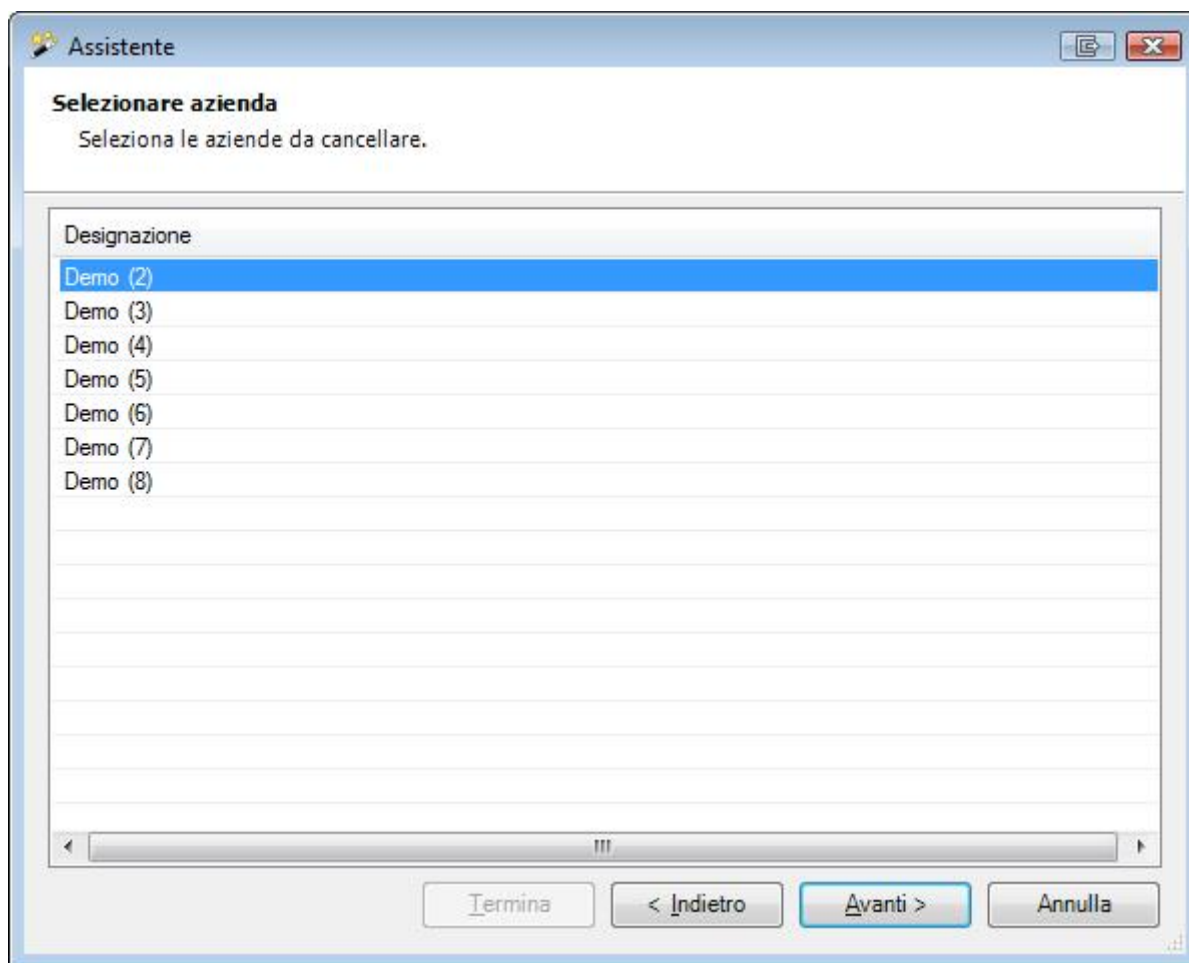 Assistente
Selezionare azienda
Seleziona le aziende da cancellare.
Designazione
Demo (2)
Demo (3)
Demo (4)
Demo (5)
Demo (6)
Demo (7)
Demo (8)
Termina
< Indietro
Avanti >
Annulla